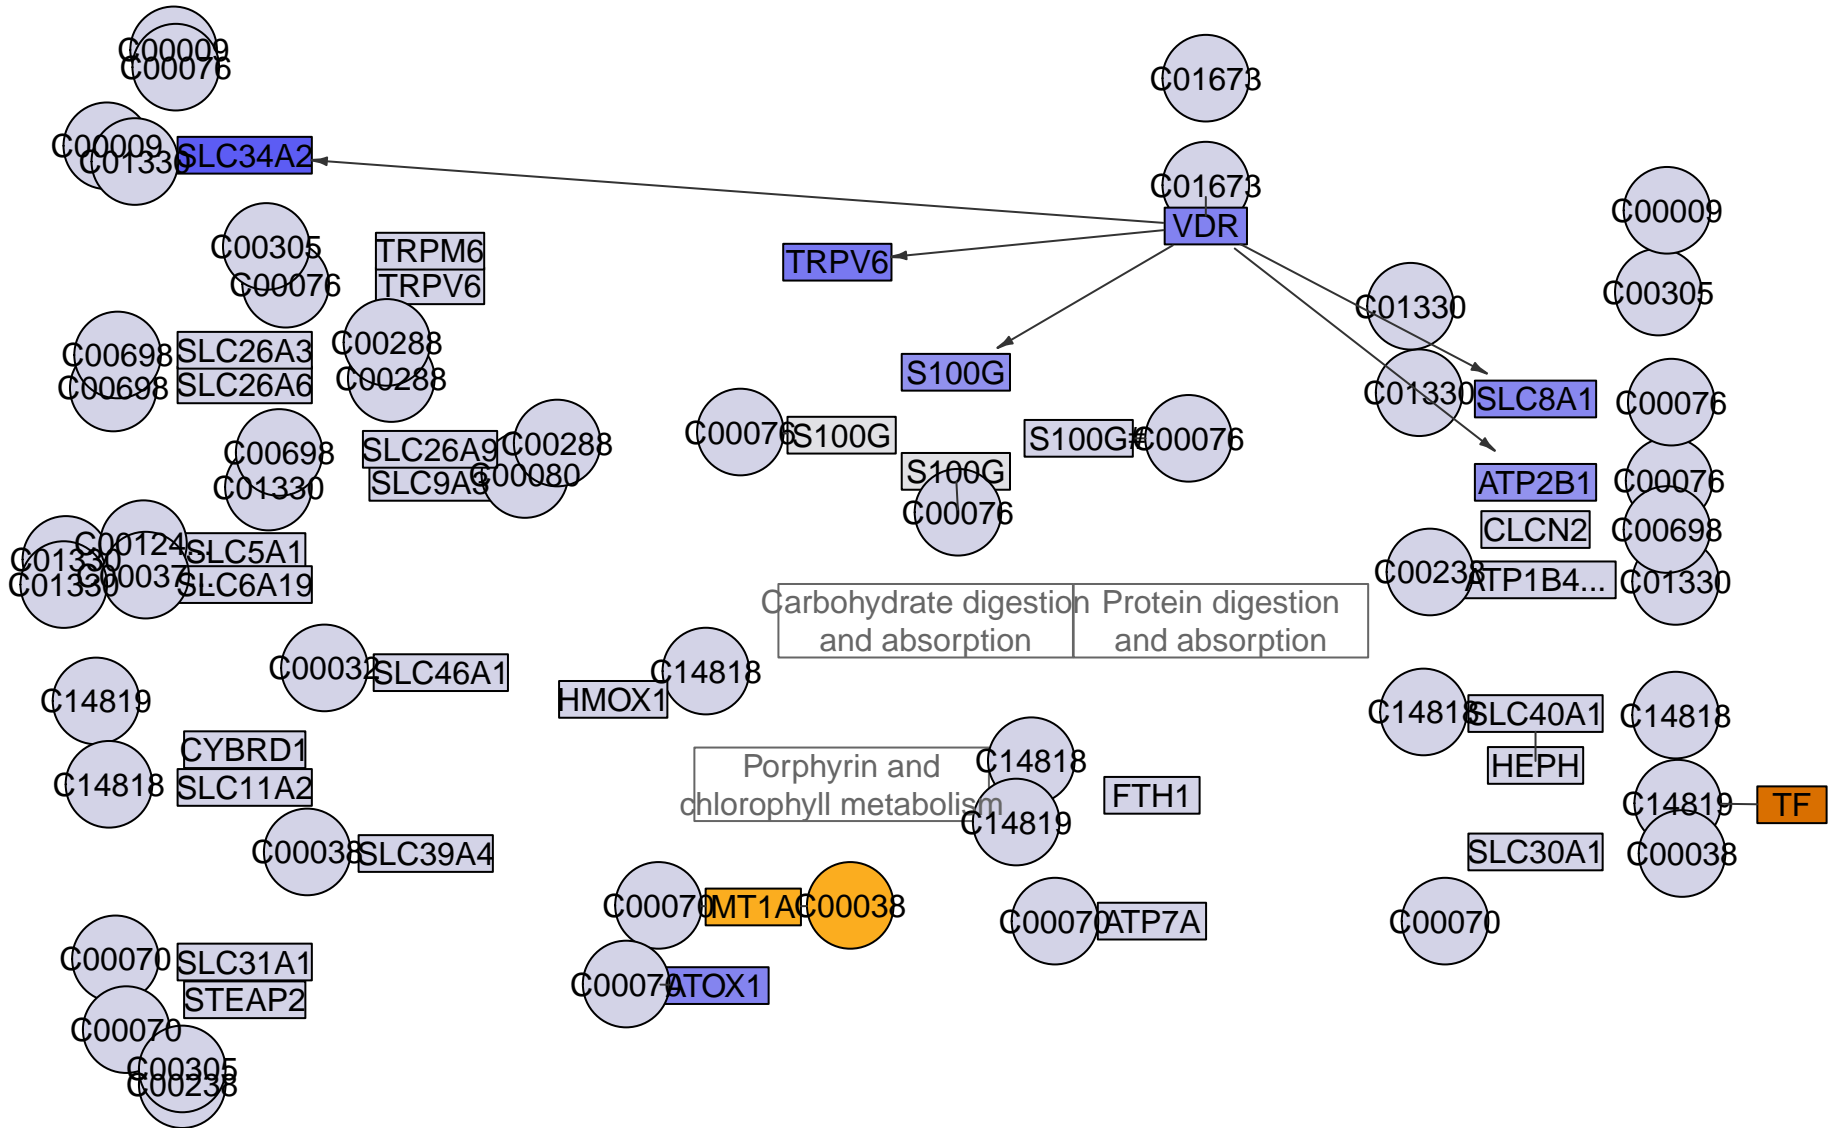 C00009
C00076
C01673
C00009
C01330
SLC34A2
C01673
VDR
C00009
C00305
TRPM6
C00076
TRPV6
TRPV6
C01330
C00305
C00698
SLC26A3
C00288
C00698
SLC26A6
C00288
S100G
C01330
SLC8A1
C00076
C00698
SLC26A9
C00288
C01330
SLC9A3
C00080
C00076
S100G
S100G#
C00076
S100G
C00076
ATP2B1
C00076
CLCN2
C00698
C00124...
SLC5A1
C01330
C00037...
SLC6A19
C01330
C00238
ATP1B4...
C01330
Carbohydrate digestion
and absorption
Protein digestion
and absorption
C00032
SLC46A1
C14818
HMOX1
C14819
C14818
SLC40A1
C14818
CYBRD1
C14818
SLC11A2
Porphyrin and
chlorophyll metabolism
C14818
C14819
FTH1
HEPH
C14819
TF
C00038
SLC39A4
SLC30A1
C00038
C00070
MT1A
C00038
C00070
ATP7A
C00070
C00070
SLC31A1
C00070
ATOX1
STEAP2
C00070
C00305
C00238